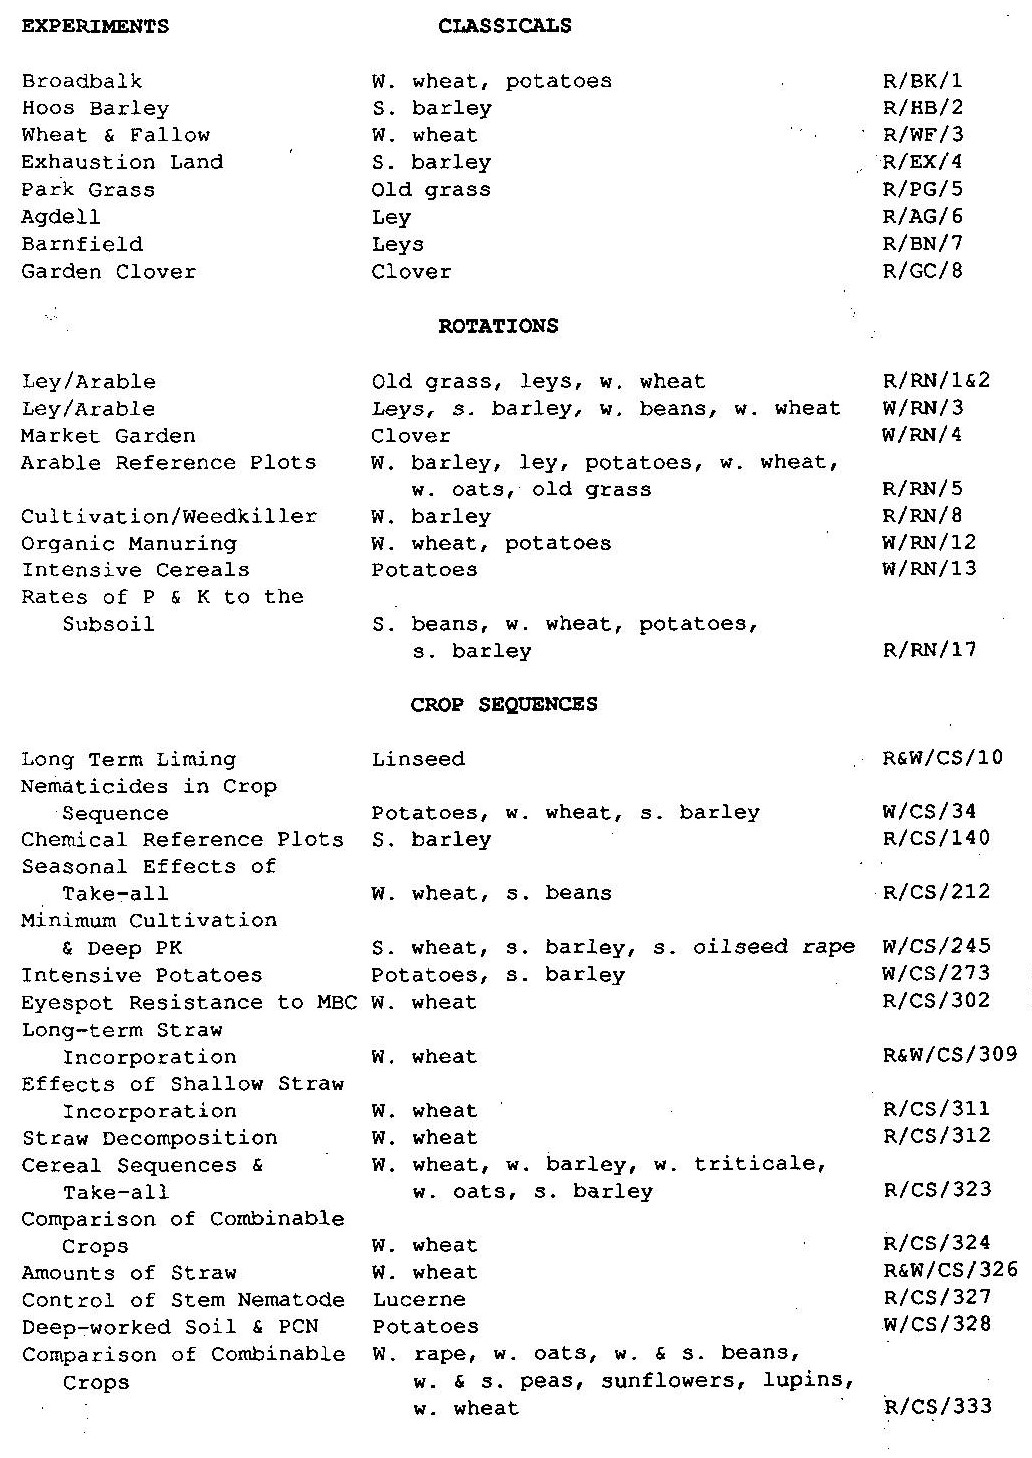 EXPERIMENTS CLASSICALS
Broadbalk W. wheat, potatoes R/BK/1
Hoos Barley S. barley R/HB/2
Wheat & Fallow W. wheat R/WF/3
Exhaustion Land S. barley R/EX/4
Park Grass Old grass R/PG/5
Agdell Ley R/AG/6
Barnfield Leys R/BN/7
Garden Clover Clover R/GC/8
ROTATIONS
Ley/Arable Old grass, leys, w. wheat R/RN/1&2
Ley/Arable Leys, s. barley, w. beans, w. wheat W/RN/3
Market Garden Clover W/RN/4
Arable Reference Plots W. barley, ley, potatoes, w. wheat,
w. oats, old grass R/RN/5
Cultivation/Weedkiller W. barley R/RN/8
Organic Manuring W. wheat, potatoes W/RN/12
Intensive Cereals Potatoes W/RN/13
Rates of P & K to the
Subsoil S. beans, w. wheat, potatoes,
s. barley R/RN/17
CROP SEQUENCES
Long Term Liming Linseed R&W/CS/10
Nematicides in Crop
Sequence Potatoes, w. wheat, s. barley W/CS/34
Chemical Reference Plots S. barley R/CS/140
Seasonal Effects of
Take-all W. wheat, s. beans R/CS/212
Minimum Cultivation
& Deep PK S. wheat, s. barley, s. oilseed rape W/CS/245
Intensive Potatoes Potatoes, s. barley W/CS/273
Eyespot Resistance to MBC W. wheat R/CS/302
Long-term Straw
Incorporation W. wheat R&W/CS/309
Effects of Shallow Straw
Incorporation W. wheat R/CS/311
Straw Decomposition W. wheat R/CS/312
Cereal Sequences & W. wheat, w. barley, w. triticale,
Take-all w. oats, s. barley R/CS/323
Comparison of Combinable
Crops W. wheat R/CS/324
Amounts of Straw W. wheat R&W/CS/326
Control of Stem Nematode Lucerne R/CS/327
Deep-worked Soil & PCN Potatoes W/CS/328
Comparison of Combinable W. rape, w. oats, w. & s. beans,
Crops w. & s. peas, sunflowers, lupins,
w. wheat R/CS/333